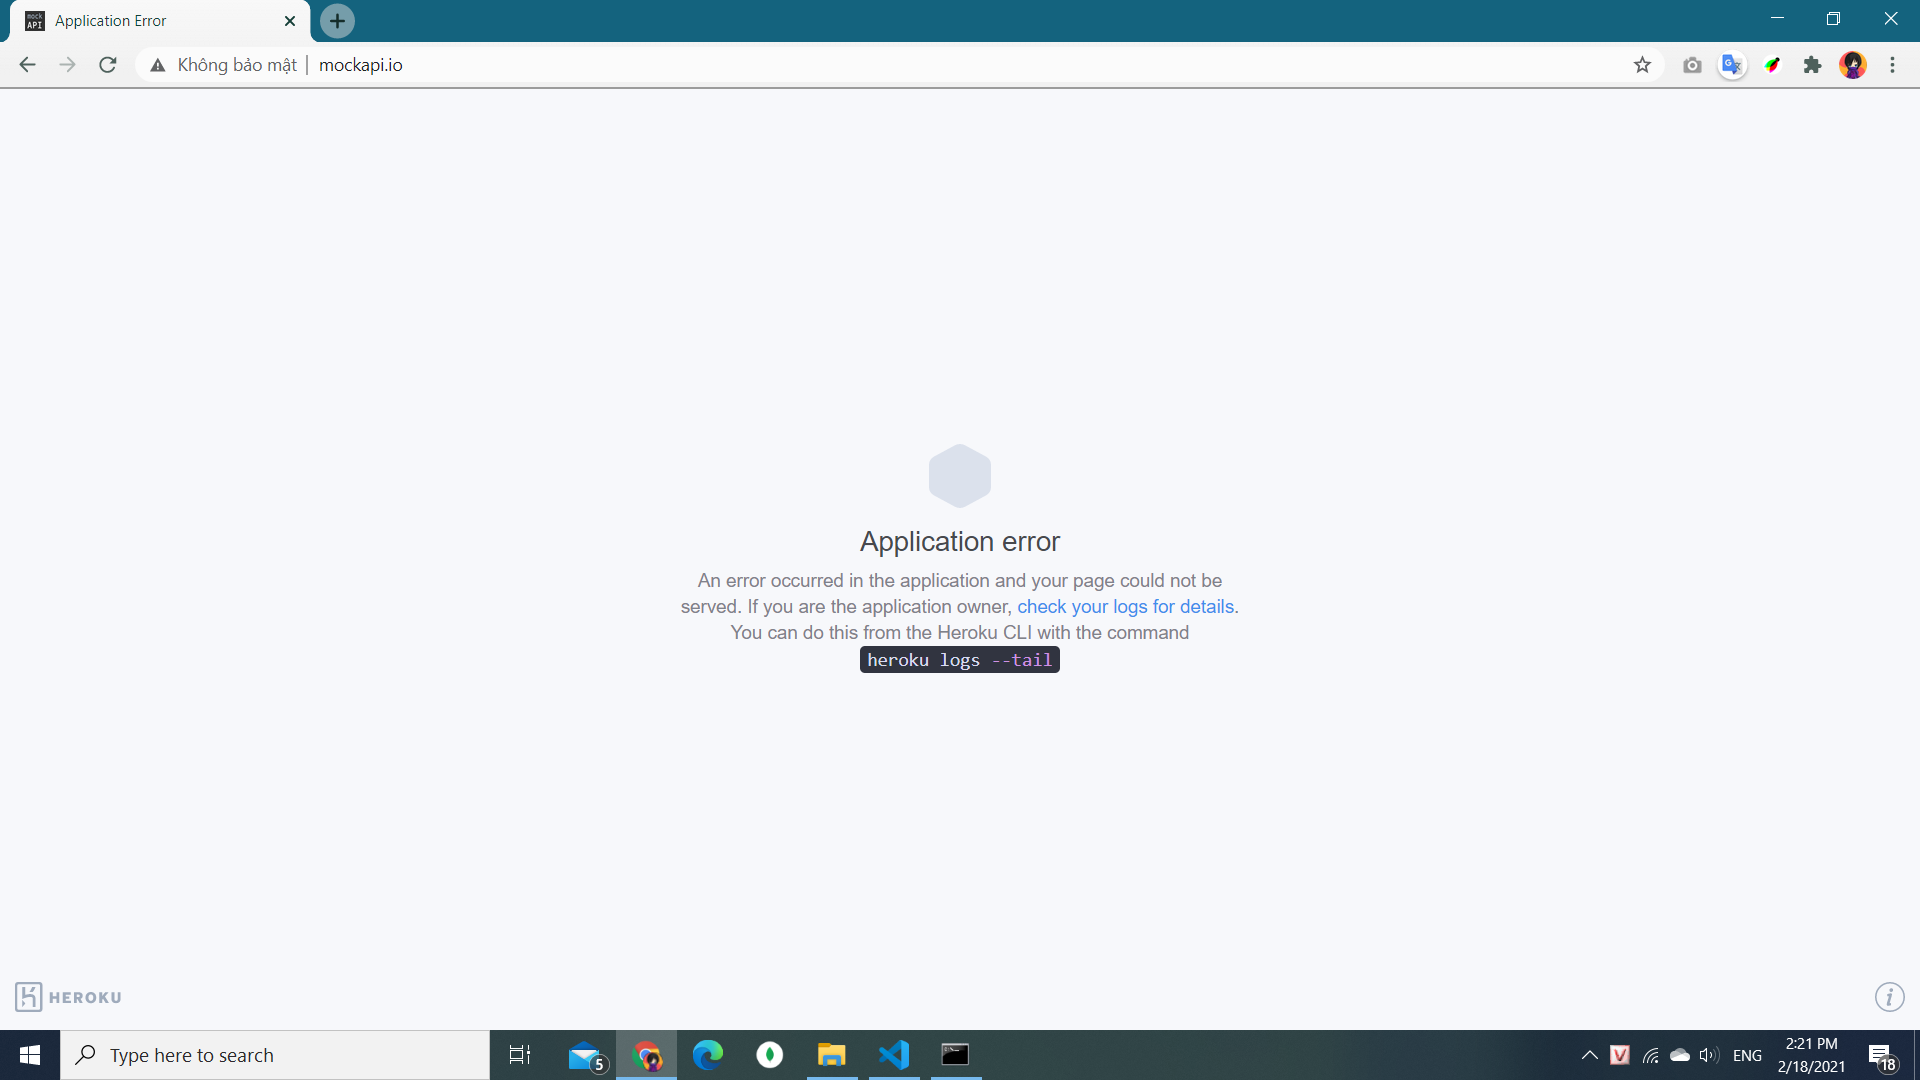 mock
API
Application Error
Không bảo mật
mockapi.io
Application error
An error occurred in the application and your page could not be
served. If you are the application owner, check your logs for details.
You can do this from the Heroku CLI with the command
heroku logs --tail
HEROKU
Type here to search
5
ENG
2:21 PM
2/18/2021
18